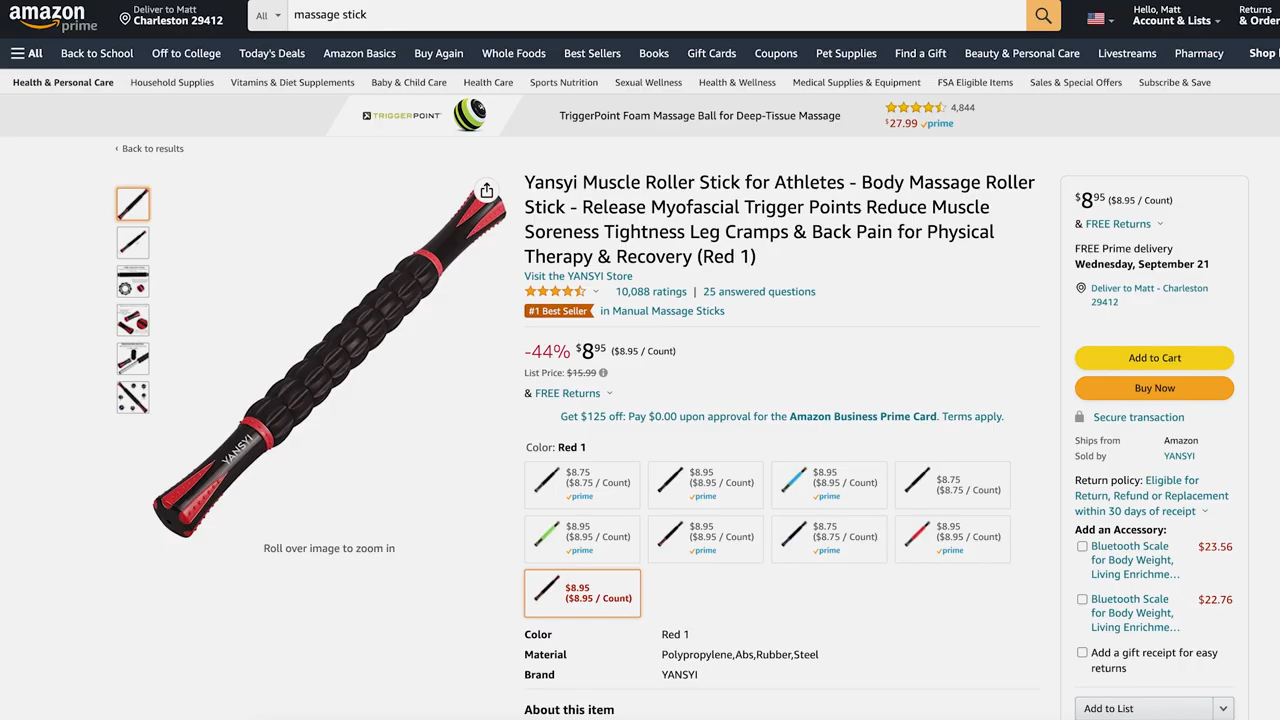 amazon
prime
Deliver to Matt
Charleston 29412
All
massage stick
Hello, Matt
Account & Lists
Returns
& Order
All
Back to School
Off to College
Today's Deals
Amazon Basics
Buy Again
Whole Foods
Best Sellers
Books
Gift Cards
Coupons
Pet Supplies
Find a Gift
Beauty & Personal Care
Livestreams
Pharmacy
Shop
Health & Personal Care
Household Supplies
Vitamins & Diet Supplements
Baby & Child Care
Health Care
Sports Nutrition
Sexual Wellness
Health & Wellness
Medical Supplies & Equipment
FSA Eligible Items
Sales & Special Offers
Subscribe & Save
TRIGGERPOINT
TriggerPoint Foam Massage Ball for Deep-Tissue Massage
4,844
$27.99 prime
‹ Back to results
YANSYI
Roll over image to zoom in
Yansyi Muscle Roller Stick for Athletes - Body Massage Roller
Stick - Release Myofascial Trigger Points Reduce Muscle
Soreness Tightness Leg Cramps & Back Pain for Physical
Therapy & Recovery (Red 1)
Visit the YANSYI Store
10,088 ratings | 25 answered questions
#1 Best Seller in Manual Massage Sticks
-44% $895 ($8.95 / Count)
List Price: $15.99
& FREE Returns
Get $125 off: Pay $0.00 upon approval for the Amazon Business Prime Card. Terms apply.
Color: Red 1
$8.75
($8.75 / Count)
prime
$8.95
($8.95 / Count)
prime
$8.95
($8.95 / Count)
prime
$8.75
($8.75 / Count)
$8.95
($8.95 / Count)
prime
$8.95
($8.95 / Count)
prime
$8.75
($8.75 / Count)
prime
$8.95
($8.95 / Count)
prime
$8.95
($8.95 / Count)
Color Red 1
Material Polypropylene,Abs,Rubber,Steel
Brand YANSYI
About this item
$895 ($8.95 / Count)
& FREE Returns
FREE Prime delivery
Wednesday, September 21
Deliver to Matt - Charleston
29412
Add to Cart
Buy Now
Secure transaction
Ships from Amazon
Sold by YANSYI
Return policy: Eligible for
Return, Refund or Replacement
within 30 days of receipt
Add an Accessory:
Bluetooth Scale $23.56
for Body Weight,
Living Enrichme…
Bluetooth Scale $22.76
for Body Weight,
Living Enrichme…
Add a gift receipt for easy
returns
Add to List